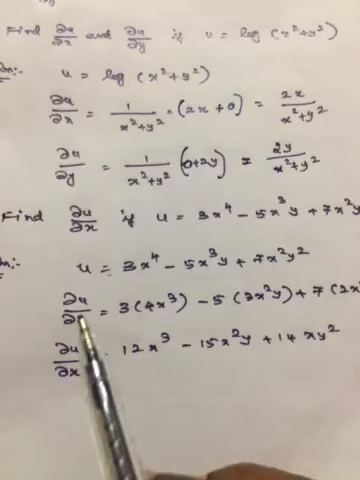 Find ∂u/∂x and ∂u/∂y if u = log (x²+y²)
u = log (x²+y²)
∂u/∂x = 1/(x²+y²) · (2x+0) = 2x/(x²+y²)
∂u/∂y = 1/(x²+y²) (0+2y) = 2y/(x²+y²)
Find ∂u/∂x if u = 3x⁴ - 5x³y + 7x²y²
u = 3x⁴ - 5x³y + 7x²y²
∂u/∂x = 3(4x³) - 5(3x²y) + 7(2x
∂u/∂x 12x³ - 15x²y + 14xy²